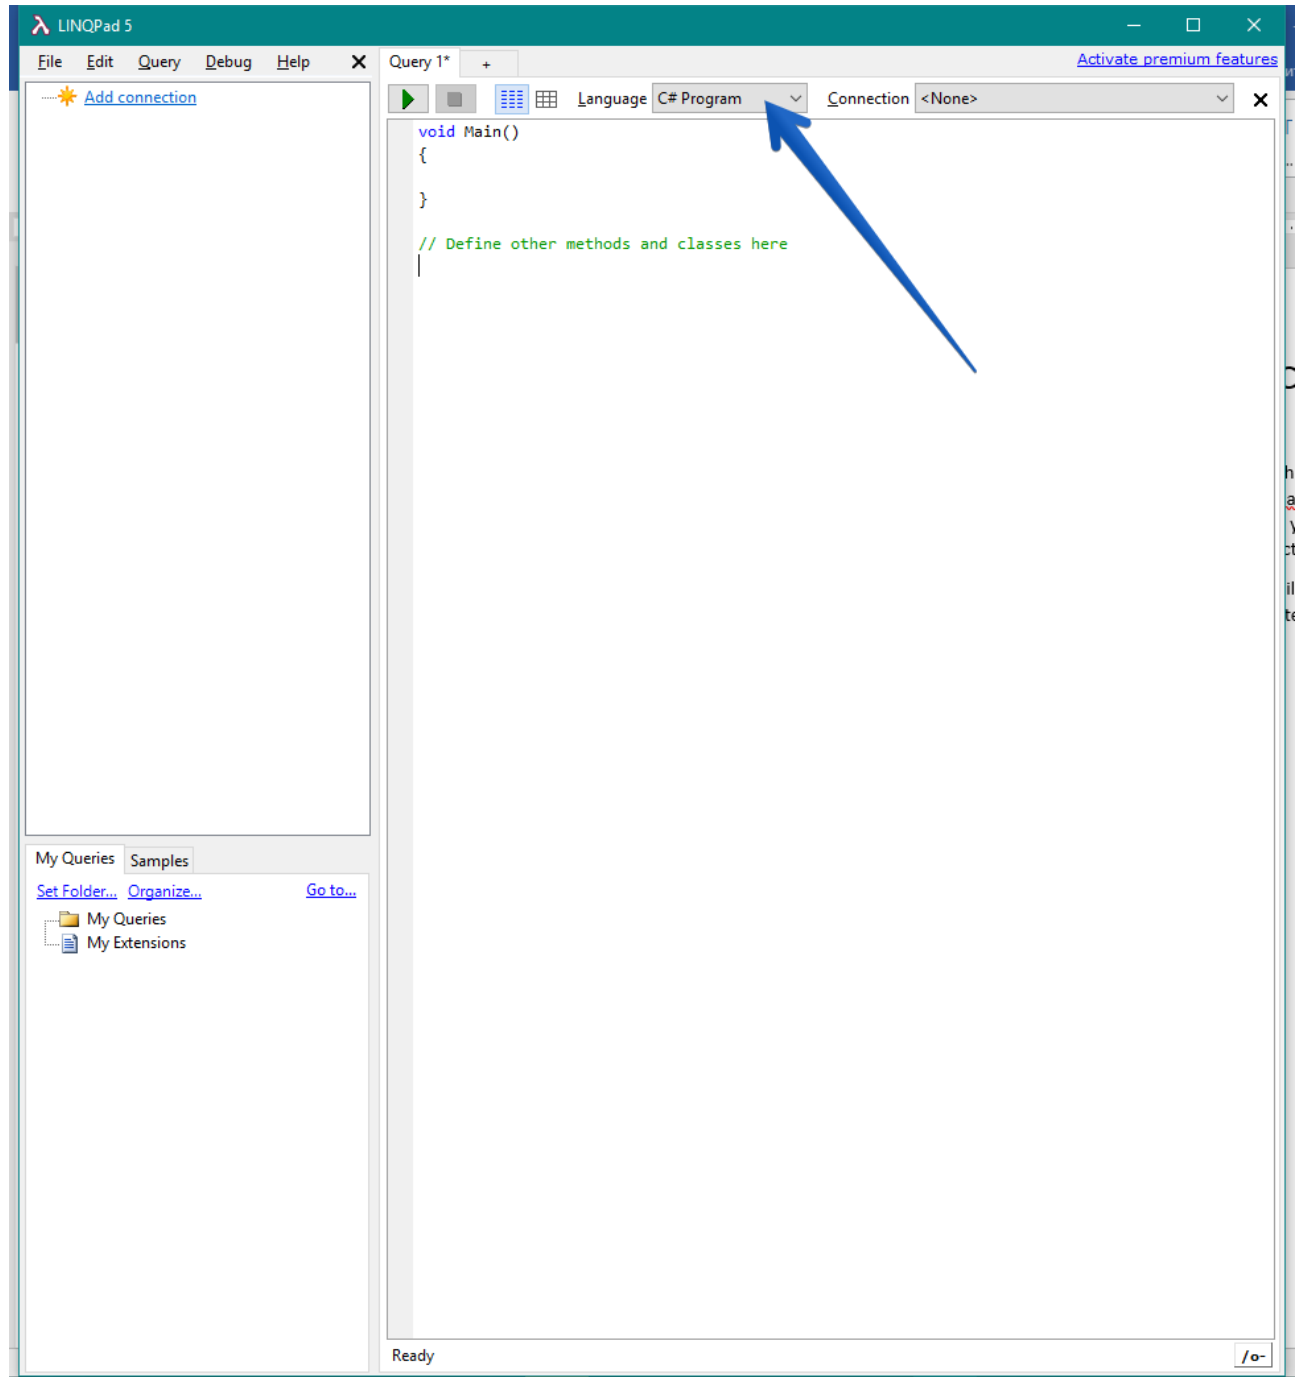 LINQPad 5
File Edit Query Debug Help
Add connection
My Queries Samples
Set Folder... Organize... Go to...
My Queries
My Extensions
Query 1* +
Activate premium features
Language C# Program Connection <None>
void Main()
{
}
// Define other methods and classes here
Ready /o-